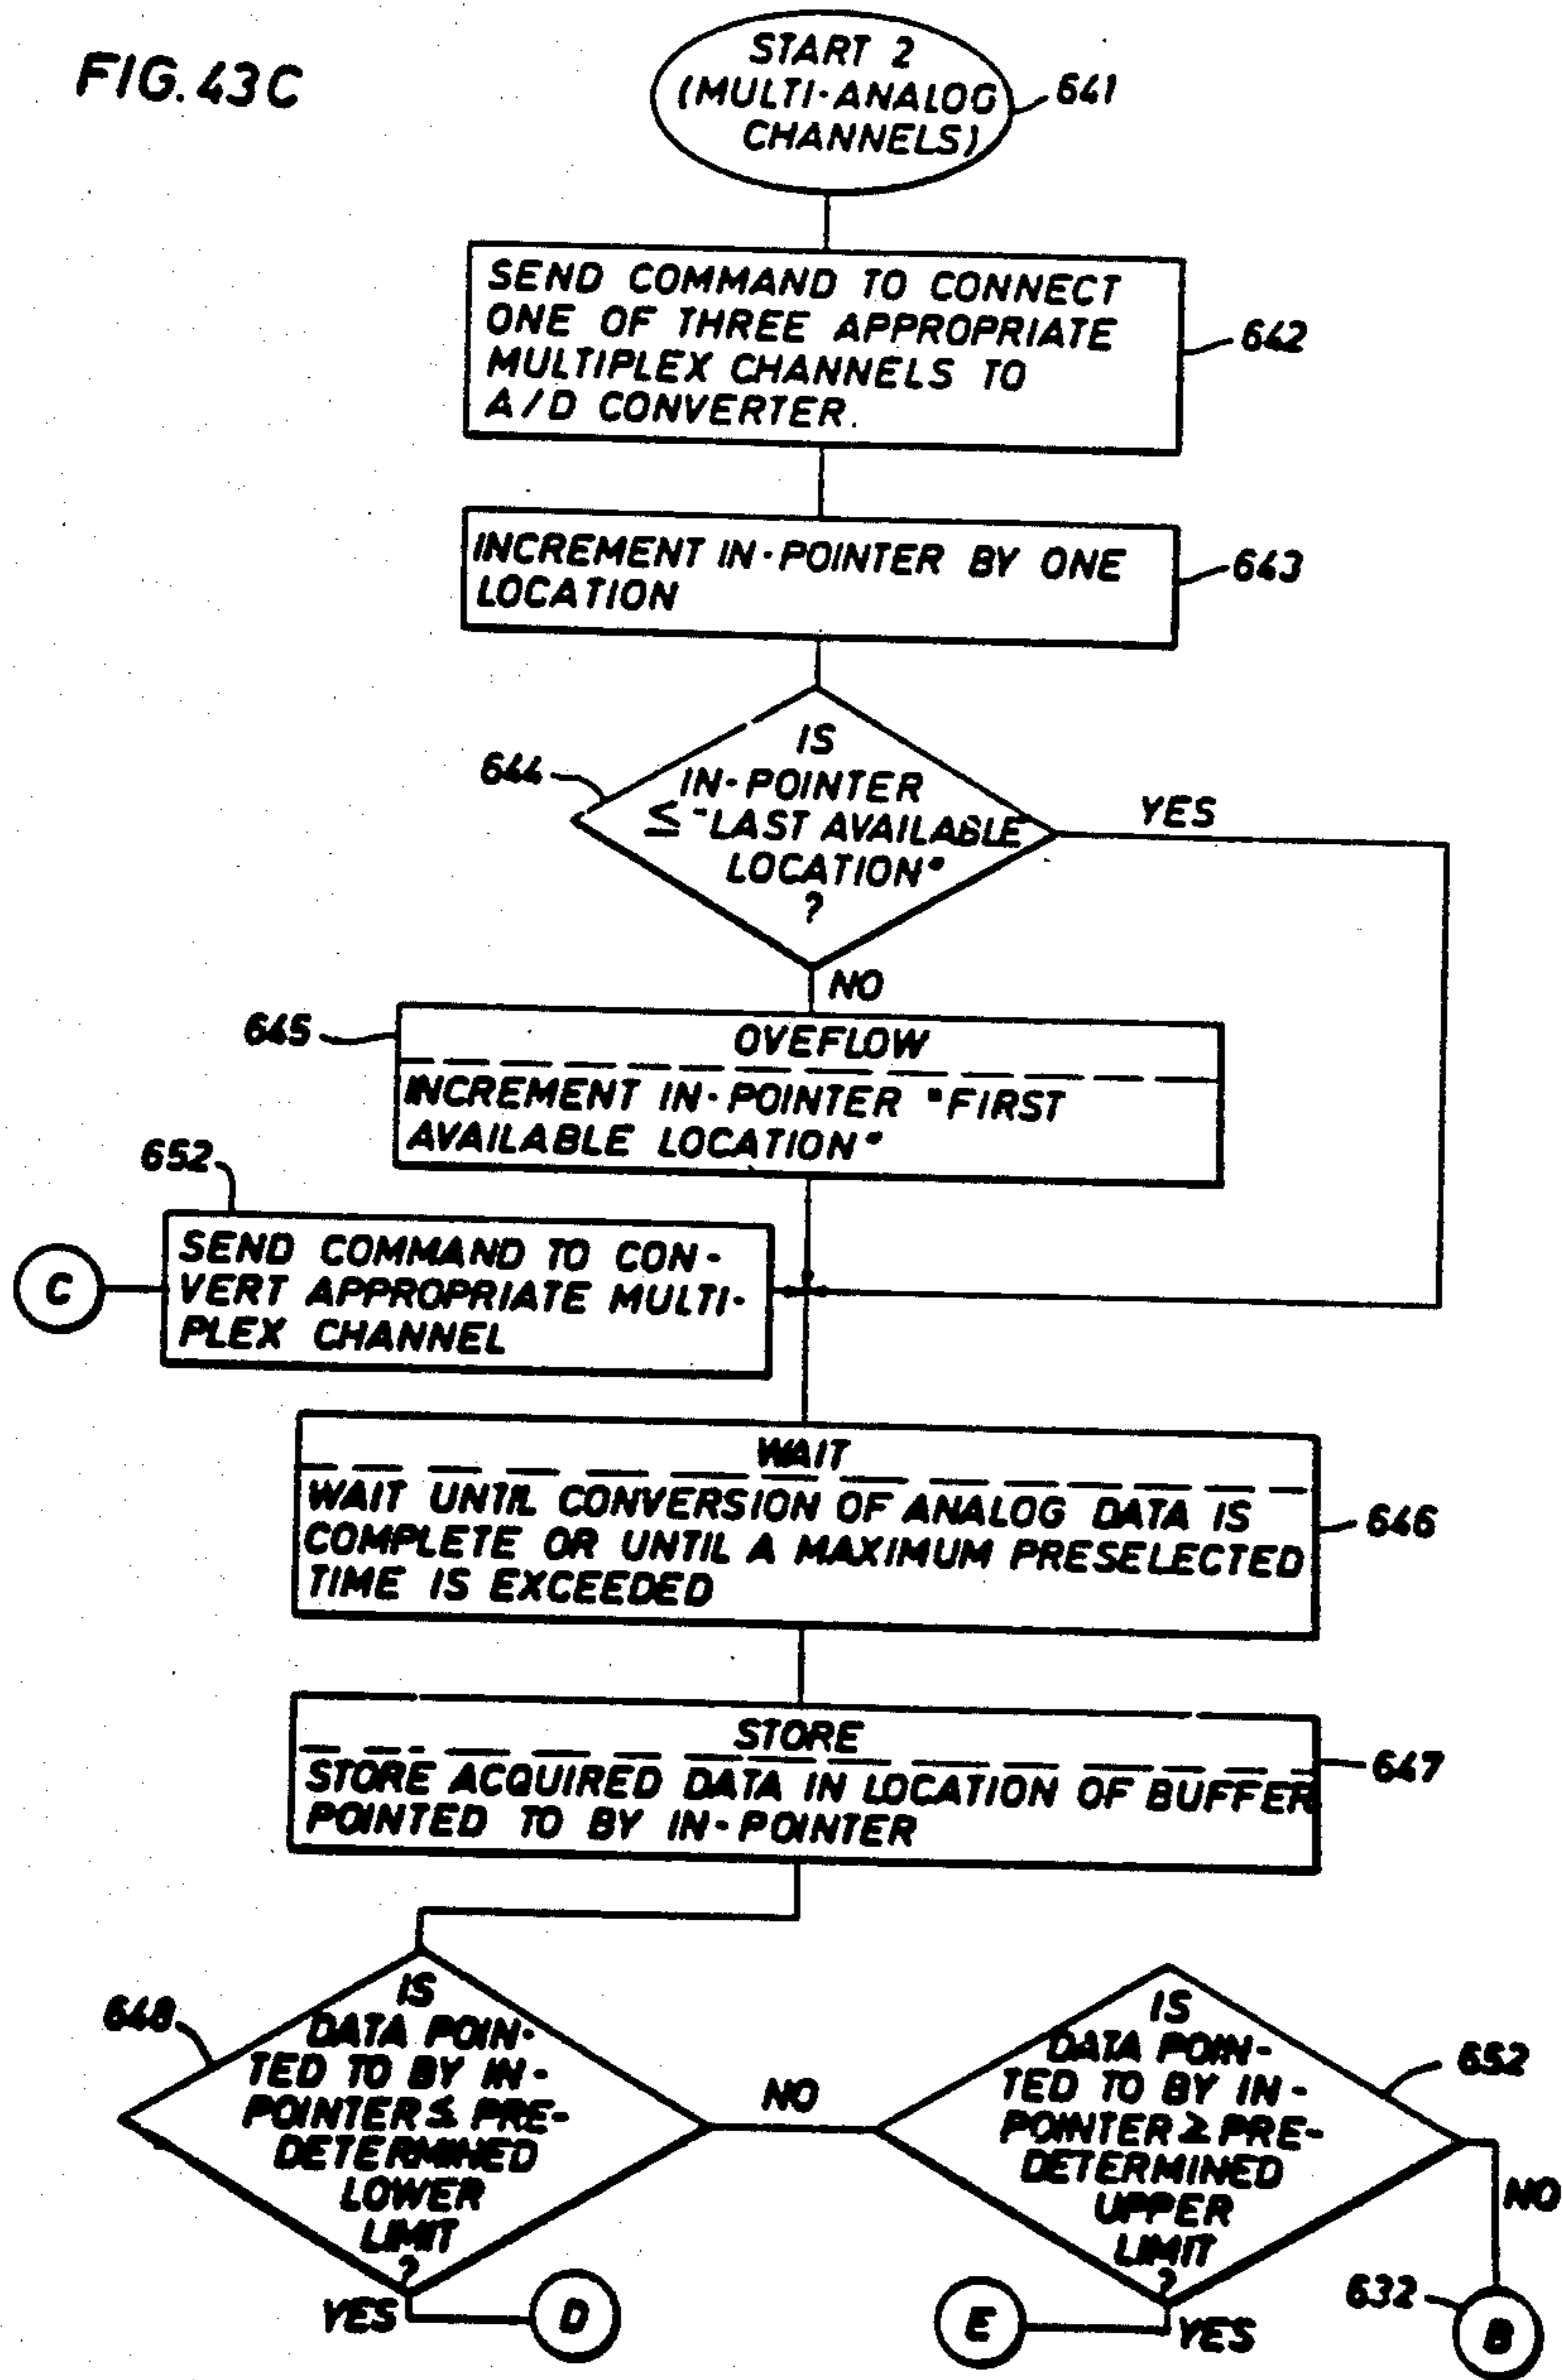 FIG. 43C
START 2
(MULTI-ANALOG
CHANNELS)
641
SEND COMMAND TO CONNECT
ONE OF THREE APPROPRIATE
MULTIPLEX CHANNELS TO
A/D CONVERTER.
642
INCREMENT IN-POINTER BY ONE
LOCATION
643
644
IS
IN-POINTER
≤ "LAST AVAILABLE
LOCATION"
?
YES
NO
645
OVEFLOW
INCREMENT IN-POINTER "FIRST
AVAILABLE LOCATION"
652
C
SEND COMMAND TO CON-
VERT APPROPRIATE MULTI-
PLEX CHANNEL
WAIT
WAIT UNTIL CONVERSION OF ANALOG DATA IS
COMPLETE OR UNTIL A MAXIMUM PRESELECTED
TIME IS EXCEEDED
646
STORE
STORE ACQUIRED DATA IN LOCATION OF BUFFER
POINTED TO BY IN-POINTER
647
648
IS
DATA POIN-
TED TO BY IN-
POINTER ≤ PRE-
DETERMINED
LOWER
LIMIT
?
YES
D
NO
IS
DATA POIN-
TED TO BY IN-
POINTER ≥ PRE-
DETERMINED
UPPER
LIMIT
?
652
NO
E
YES
632
B